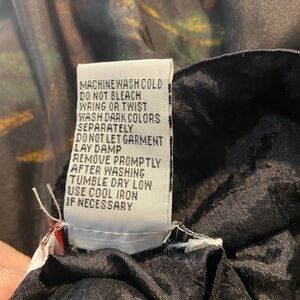 MACHINE WASH COLD
DO NOT BLEACH
WRING OR TWIST
WASH DARK COLORS
SEPARATELY
DO NOT LET GARMENT
LAY DAMP
REMOVE PROMPTLY
AFTER WASHING
TUMBLE DRY LOW
USE COOL IRON
IF NECESSARY